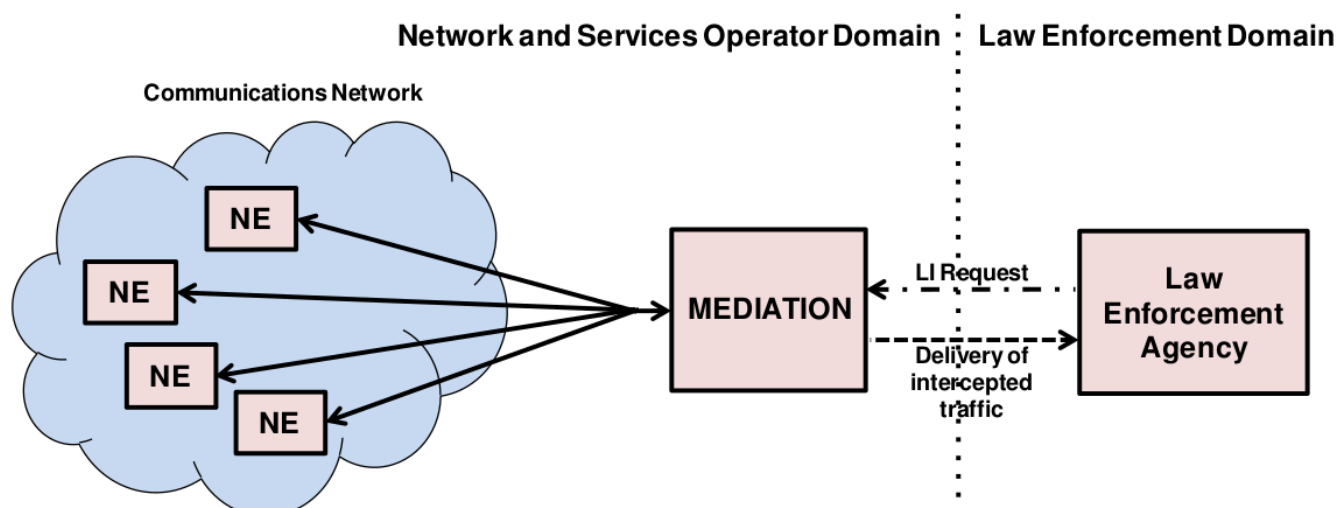 Network and Services Operator Domain
Law Enforcement Domain
Communications Network
NE
NE
NE
NE
MEDIATION
LI Request
Delivery of
intercepted
traffic
Law
Enforcement
Agency